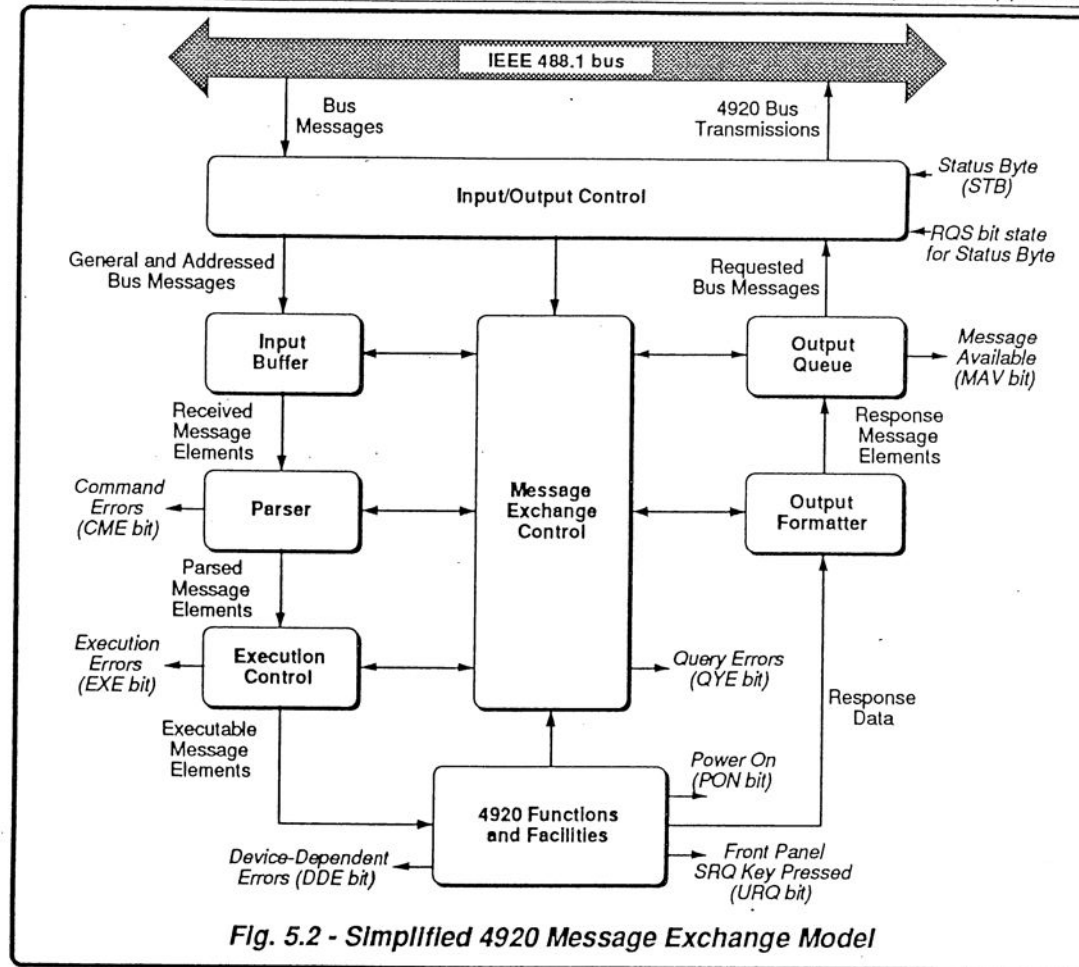 IEEE 488.1 bus
Bus
Messages
4920 Bus
Transmissions
Input/Output Control
Status Byte
(STB)
RQS bit state
for Status Byte
General and Addressed
Bus Messages
Requested
Bus Messages
Input
Buffer
Output
Queue
Message
Available
(MAV bit)
Received
Message
Elements
Response
Message
Elements
Command
Errors
(CME bit)
Parser
Message
Exchange
Control
Output
Formatter
Parsed
Message
Elements
Execution
Errors
(EXE bit)
Execution
Control
Query Errors
(QYE bit)
Response
Data
Executable
Message
Elements
Power On
(PON bit)
4920 Functions
and Facilities
Device-Dependent
Errors (DDE bit)
Front Panel
SRQ Key Pressed
(URQ bit)
Fig. 5.2 - Simplified 4920 Message Exchange Model